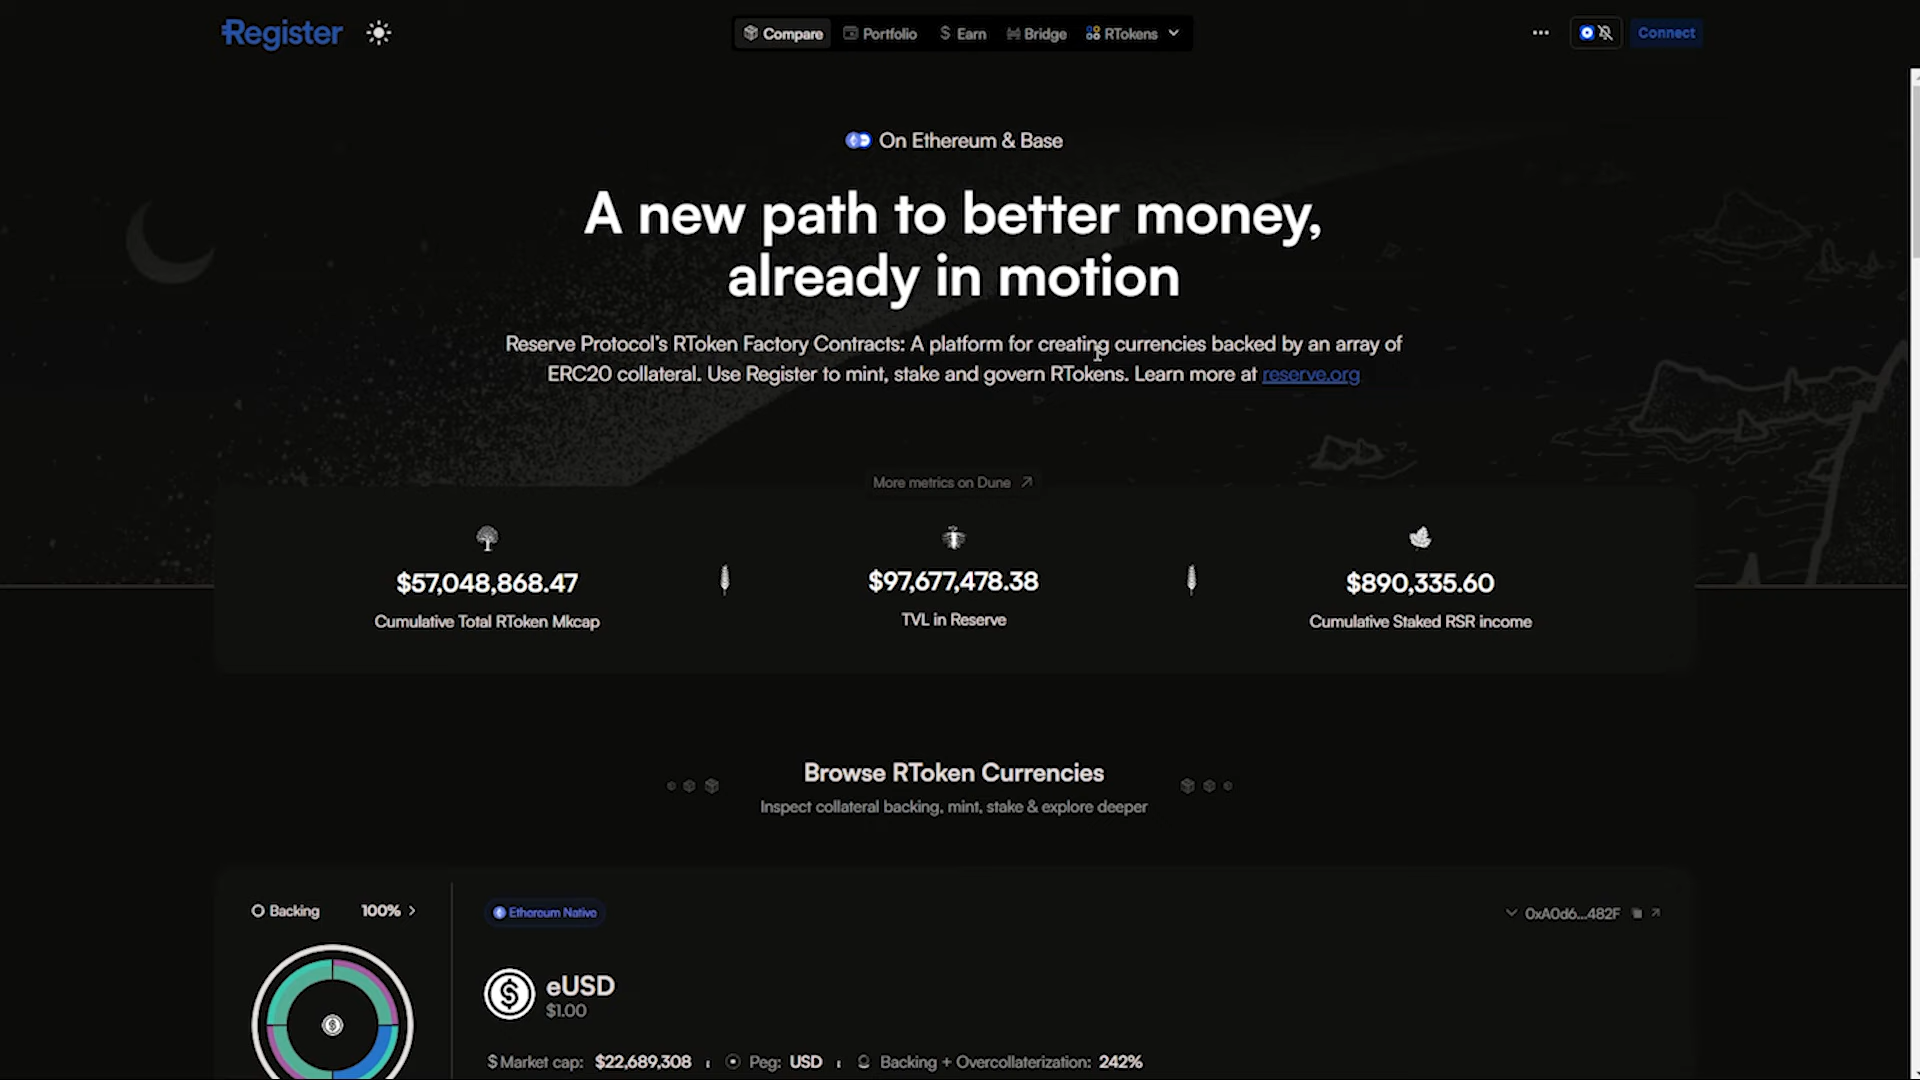 Register
Compare Portfolio Earn Bridge RTokens
Connect
On Ethereum & Base
A new path to better money,
already in motion
Reserve Protocol's RToken Factory Contracts: A platform for creating currencies backed by an array of
ERC20 collateral. Use Register to mint, stake and govern RTokens. Learn more at reserve.org
More metrics on Dune
$57,048,868.47
Cumulative Total RToken Mkcap
$97,677,478.38
TVL in Reserve
$890,335.60
Cumulative Staked RSR income
Browse RToken Currencies
Inspect collateral backing, mint, stake & explore deeper
Backing 100%
Ethereum Native
0xA0d6...482F
eUSD
$1.00
$ Market cap: $22,689,308 Peg: USD Backing + Overcollaterization: 242%